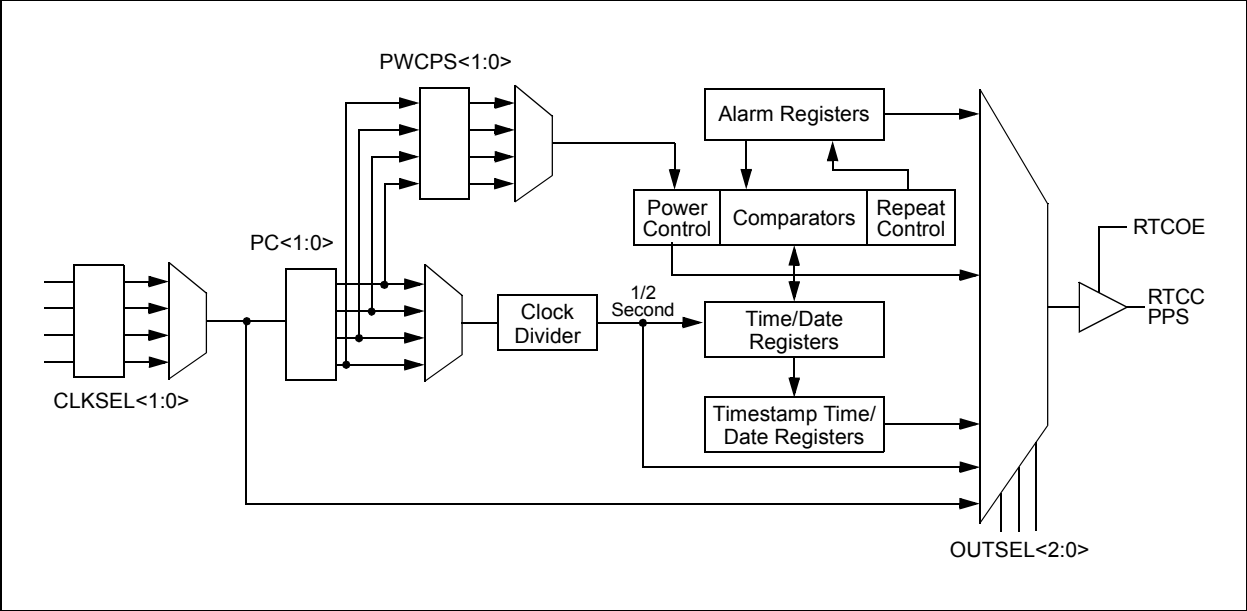 PWCPS<1:0>
Alarm Registers
Power
Control
Comparators
Repeat
Control
RTCOE
PC<1:0>
1/2
Second
Clock
Divider
Time/Date
Registers
RTCC
PPS
CLKSEL<1:0>
Timestamp Time/
Date Registers
OUTSEL<2:0>